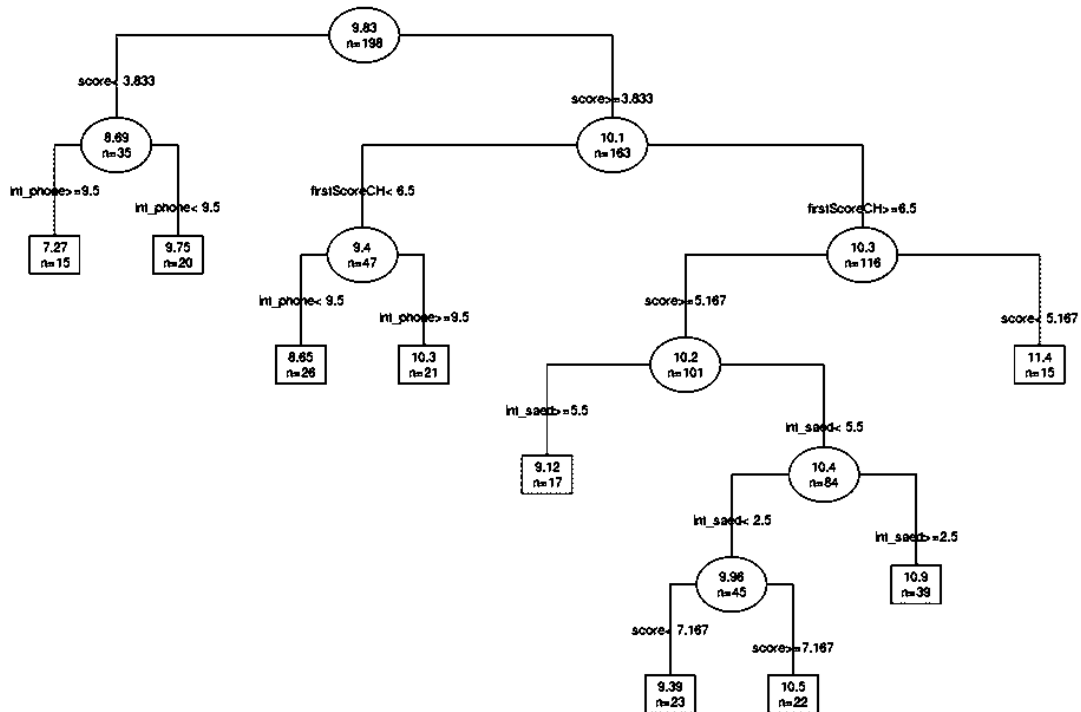 9.83
n=198
score< 3.833
score>=3.833
8.69
n=35
10.1
n=163
int_phone>=9.5
int_phone< 9.5
firstScoreCH< 6.5
firstScoreCH>=6.5
7.27
n=15
9.75
n=20
9.4
n=47
10.3
n=116
int_phone< 9.5
int_phone>=9.5
score>=5.167
score< 5.167
8.65
n=26
10.3
n=21
10.2
n=101
11.4
n=15
int_saed>=5.5
int_saed< 5.5
9.12
n=17
10.4
n=84
int_saed< 2.5
int_saed>=2.5
9.96
n=45
10.9
n=39
score< 7.167
score>=7.167
9.39
n=23
10.5
n=22